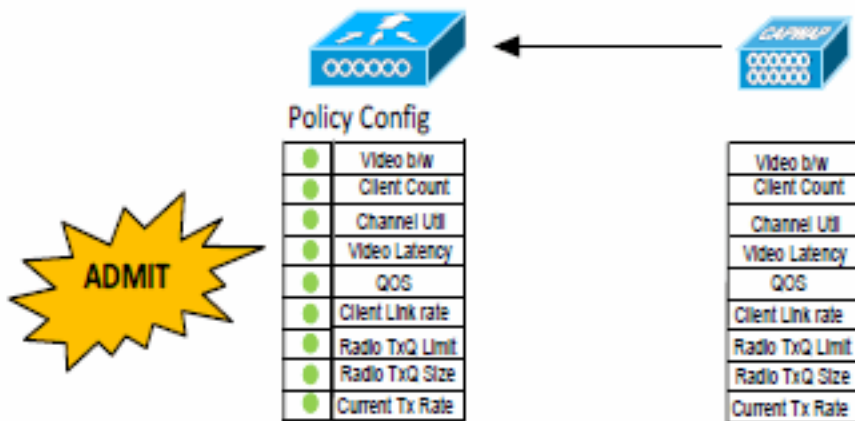 CAPWAP
Policy Config
Video b/w
Client Count
Channel Util
Video Latency
QOS
Client Link rate
Radio TxQ Limit
Radio TxQ Size
Current Tx Rate
ADMIT
Video b/w
Client Count
Channel Util
Video Latency
QOS
Client Link rate
Radio TxQ Limit
Radio TxQ Size
Current Tx Rate